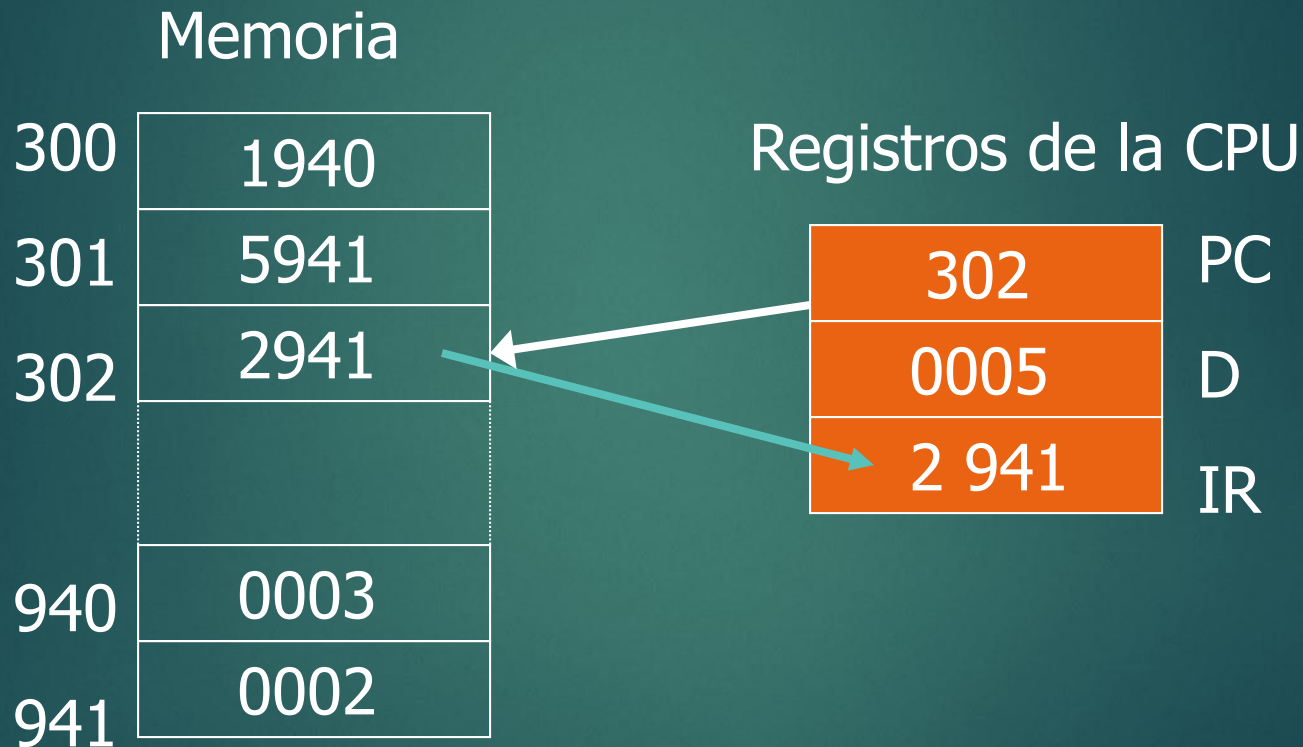 Memoria
300 1940
301 5941
302 2941
940 0003
941 0002
Registros de la CPU
302 PC
0005 D
2 941 IR